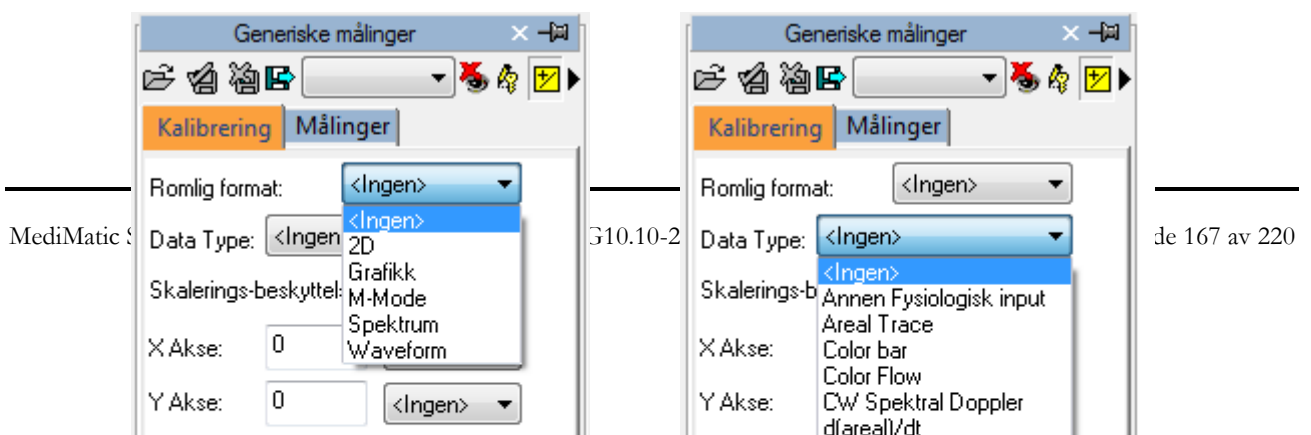 Generiske målinger
Kalibrering Målinger
Romlig format: <Ingen>
<Ingen>
2D
Grafikk
M-Mode
Spektrum
Waveform
Data Type: <Ingen
Skalerings-beskyttel
X Akse: 0
Y Akse: 0 <Ingen>
Generiske målinger
Kalibrering Målinger
Romlig format: <Ingen>
Data Type: <Ingen>
<Ingen>
Annen Fysiologisk input
Areal Trace
Color bar
Color Flow
CW Spektral Doppler
d(areal)/dt
Skalerings-b
X Akse:
Y Akse:
MediMatic S G10.10-2 de 167 av 220